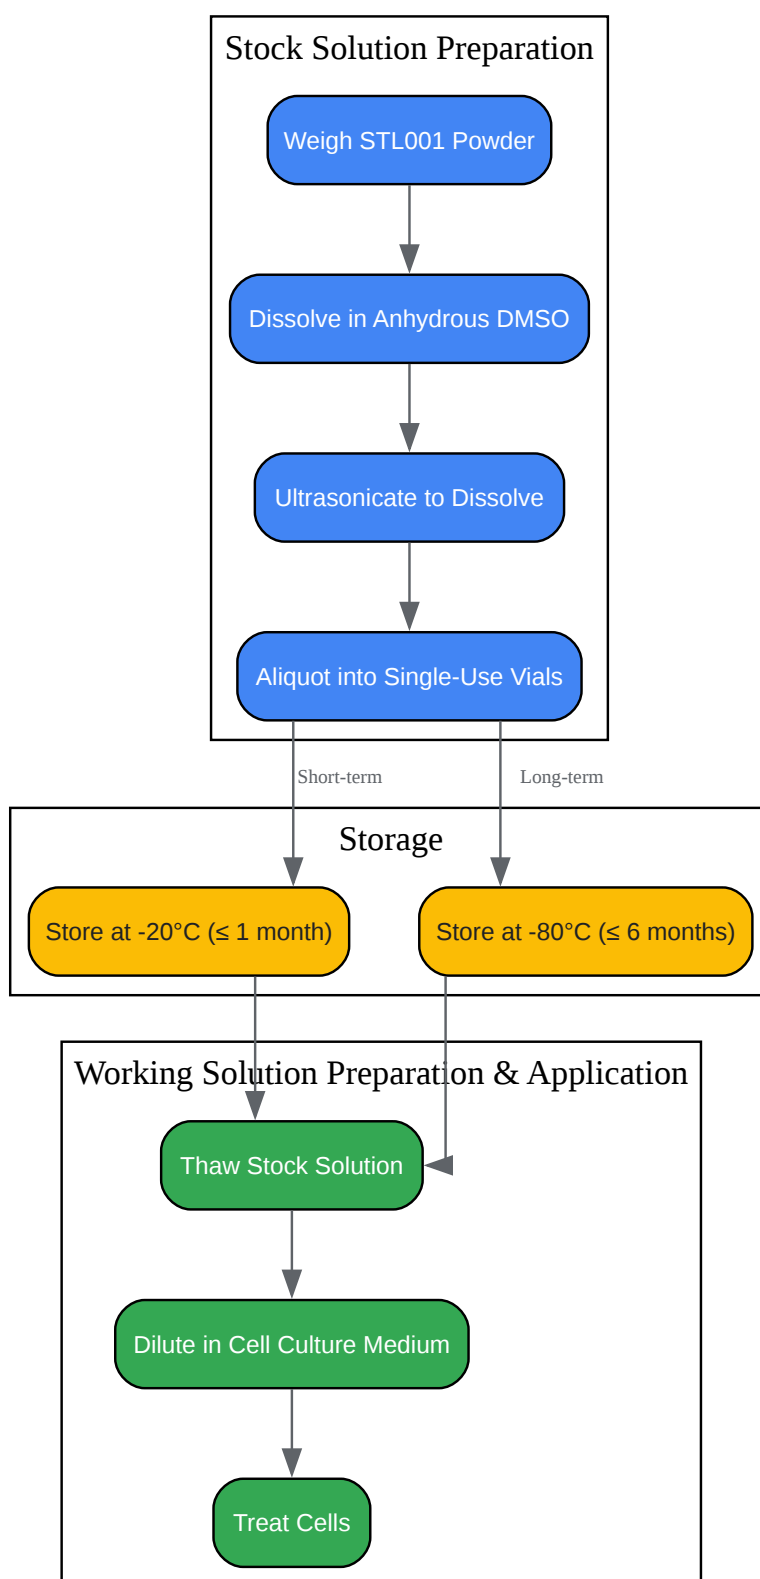 Stock Solution Preparation
Weigh STL001 Powder
Dissolve in Anhydrous DMSO
Ultrasonicate to Dissolve
Aliquot into Single-Use Vials
Short-term
Long-term
Storage
Store at -20°C (≤ 1 month)
Store at -80°C (≤ 6 months)
Working Solution Preparation & Application
Thaw Stock Solution
Dilute in Cell Culture Medium
Treat Cells